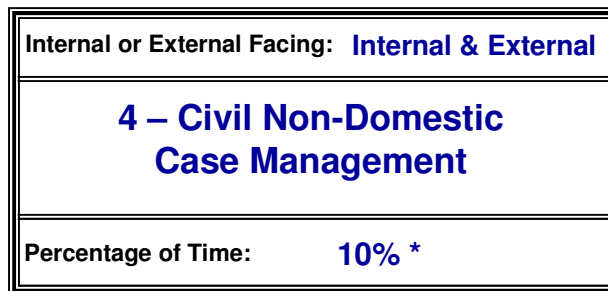 Internal or External Facing: Internal & External
4 – Civil Non-Domestic
Case Management
Percentage of Time: 10% *